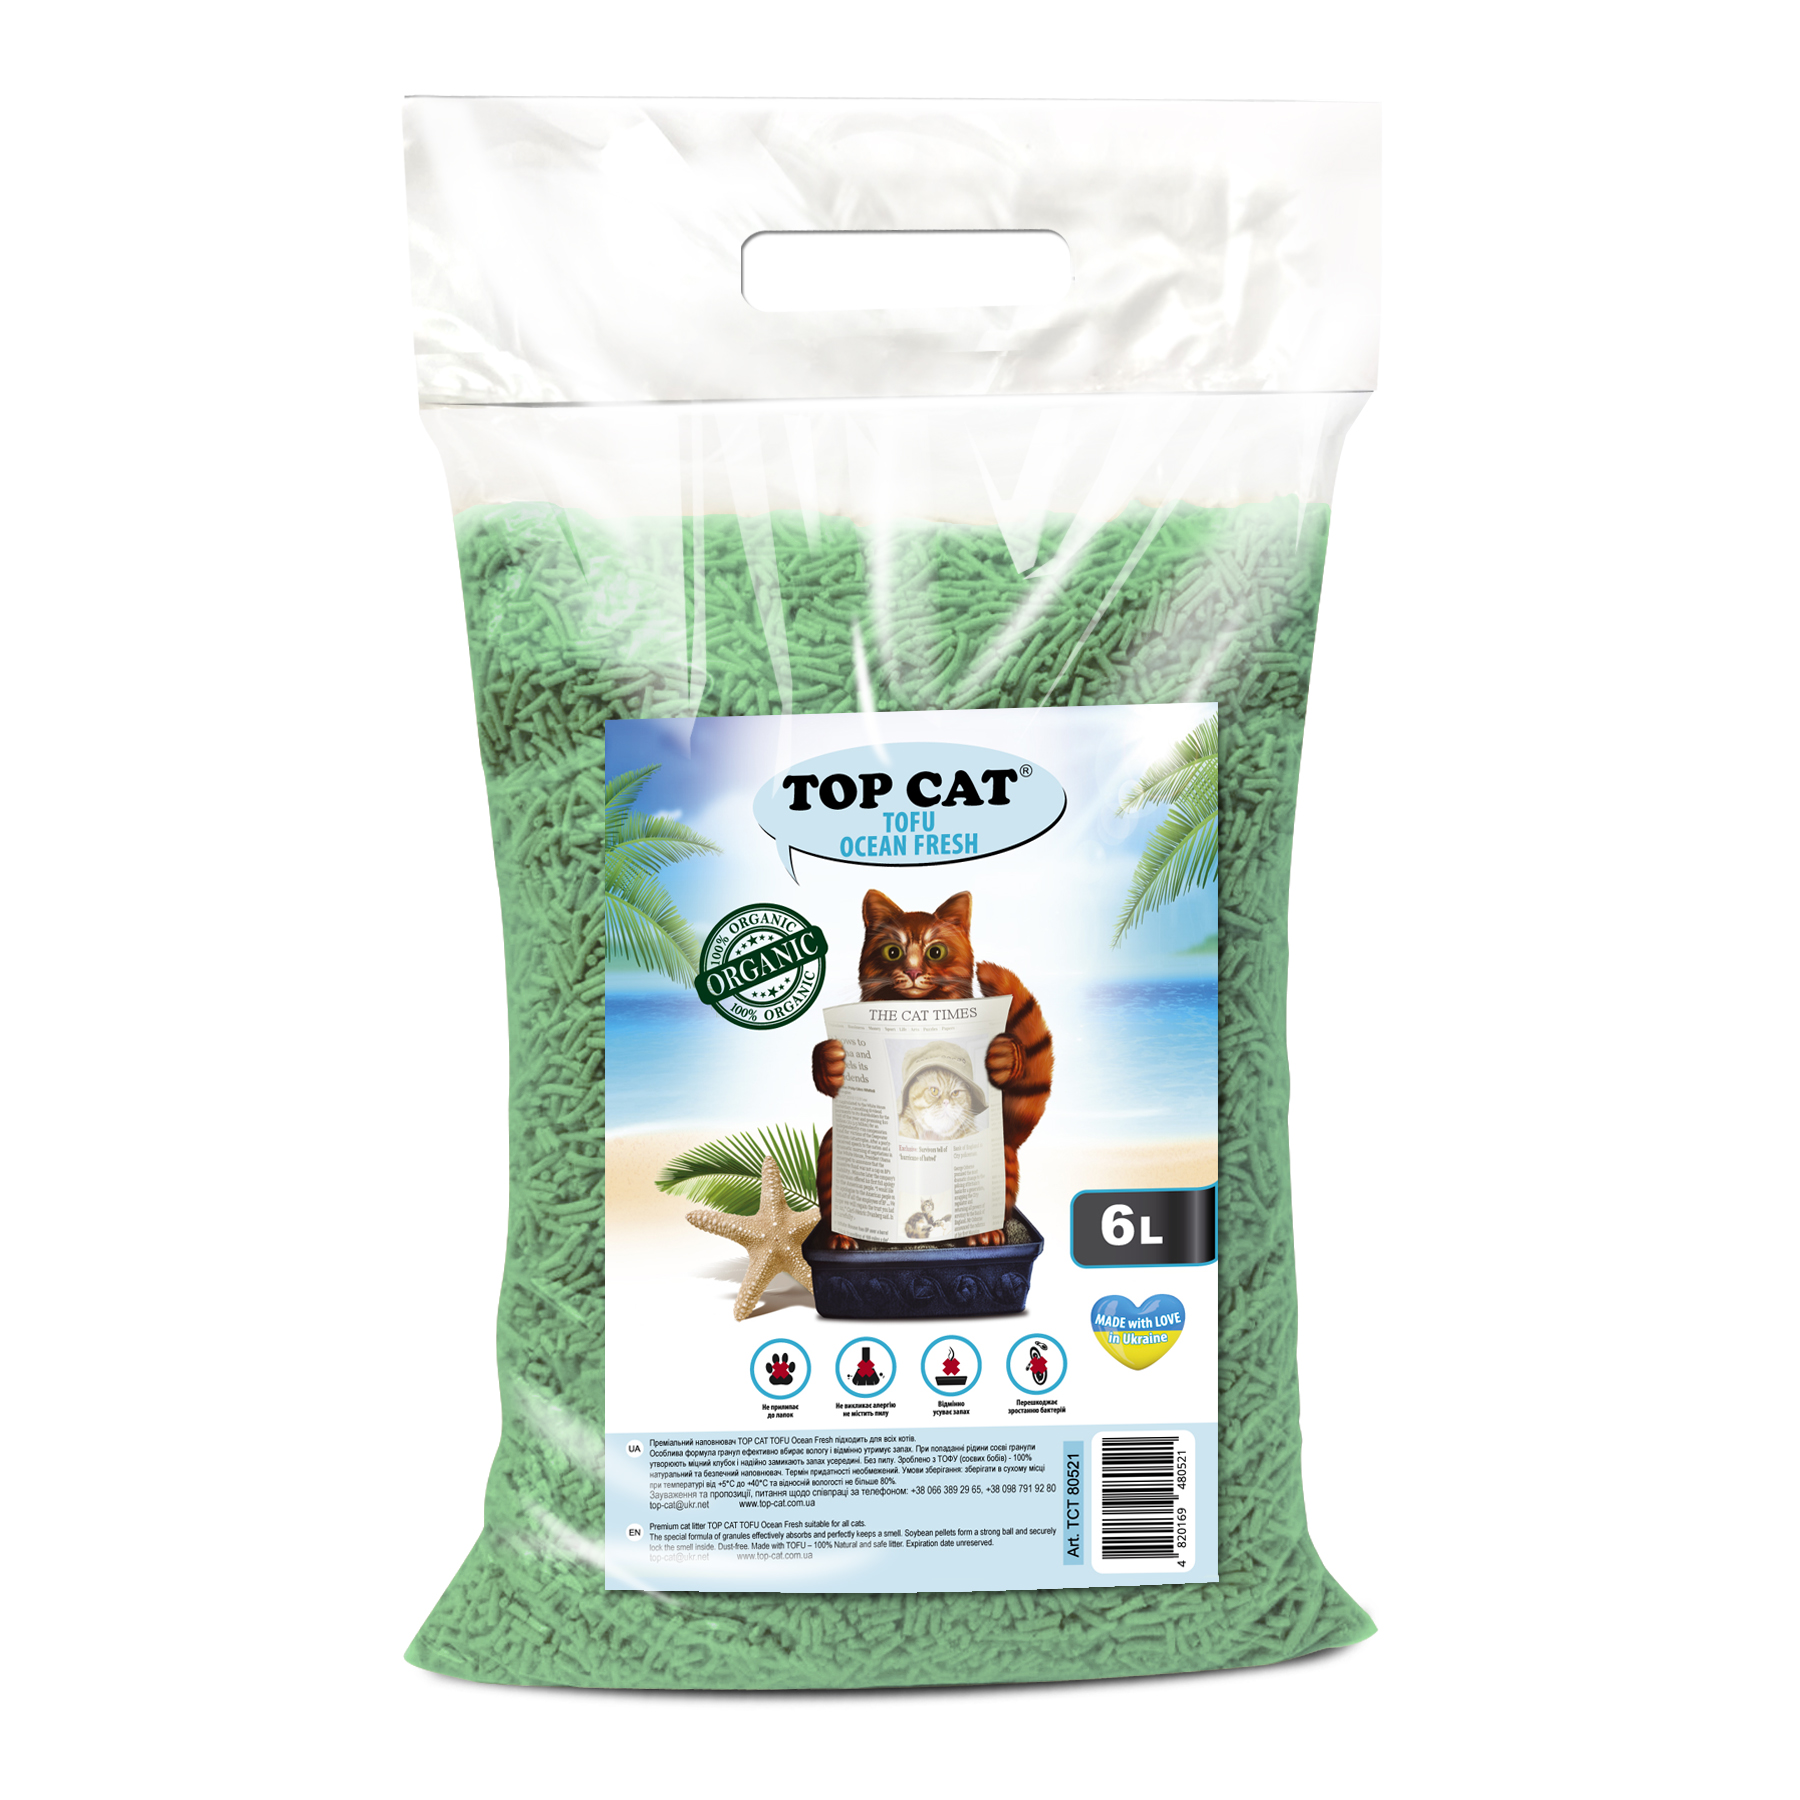 TOP CAT®
TOFU
OCEAN FRESH
100% ORGANIC
ORGANIC
100% ORGANIC
THE CAT TIMES
6L
MADE with LOVE
in Ukraine
Не прилипає
до лапок
Не викликає алергію
не містить пилу
Відмінно
усуває запах
Перешкоджає
зростанню бактерій
UA
Преміальний наповнювач TOP CAT TOFU Ocean Fresh підходить для всіх котів.
Особлива формула гранул ефективно вбирає вологу і відмінно утримує запах. При попаданні рідини соєві гранули
утворюють міцний клубок і надійно замикають запах усередині. Без пилу. Зроблено з ТОФУ (соєвих бобів) - 100%
натуральний та безпечний наповнювач. Термін придатності необмежений. Умови зберігання: зберігати в сухому місці
при температурі від +5°C до +40°C та відносній вологості не більше 80%.
Зауваження та пропозиції, питання щодо співпраці за телефоном: +38 066 389 29 65, +38 098 791 92 80
top-cat@ukr.net www.top-cat.com.ua
EN
Premium cat litter TOP CAT TOFU Ocean Fresh suitable for all cats.
The special formula of granules effectively absorbs and perfectly keeps a smell. Soybean pellets form a strong ball and securely
lock the smell inside. Dust-free. Made with TOFU – 100% Natural and safe litter. Expiration date unreserved.
top-cat@ukr.net www.top-cat.com.ua
Art. TCT 80521
4 820169 480521